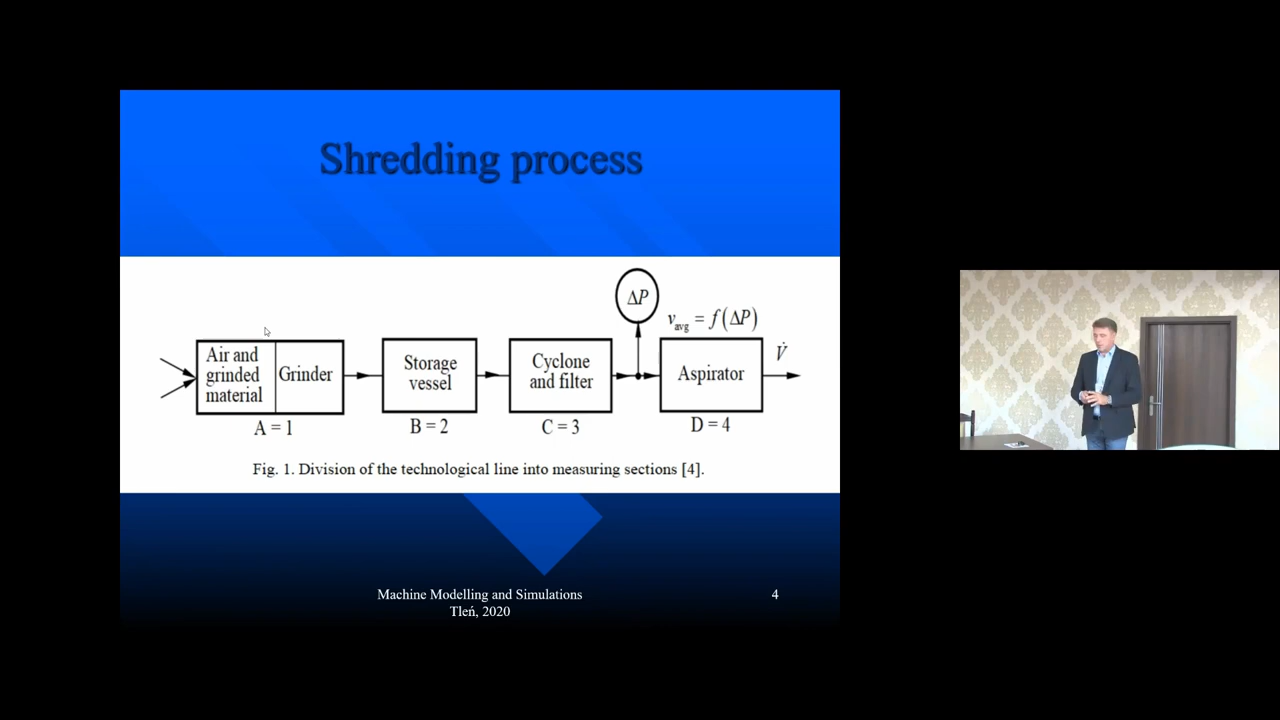 Shredding process
ΔP
v_avg = f(ΔP)
Air and
grinded
material
Grinder
Storage
vessel
Cyclone
and filter
Aspirator
V̇
A = 1
B = 2
C = 3
D = 4
Fig. 1. Division of the technological line into measuring sections [4].
Machine Modelling and Simulations
Tleń, 2020
4